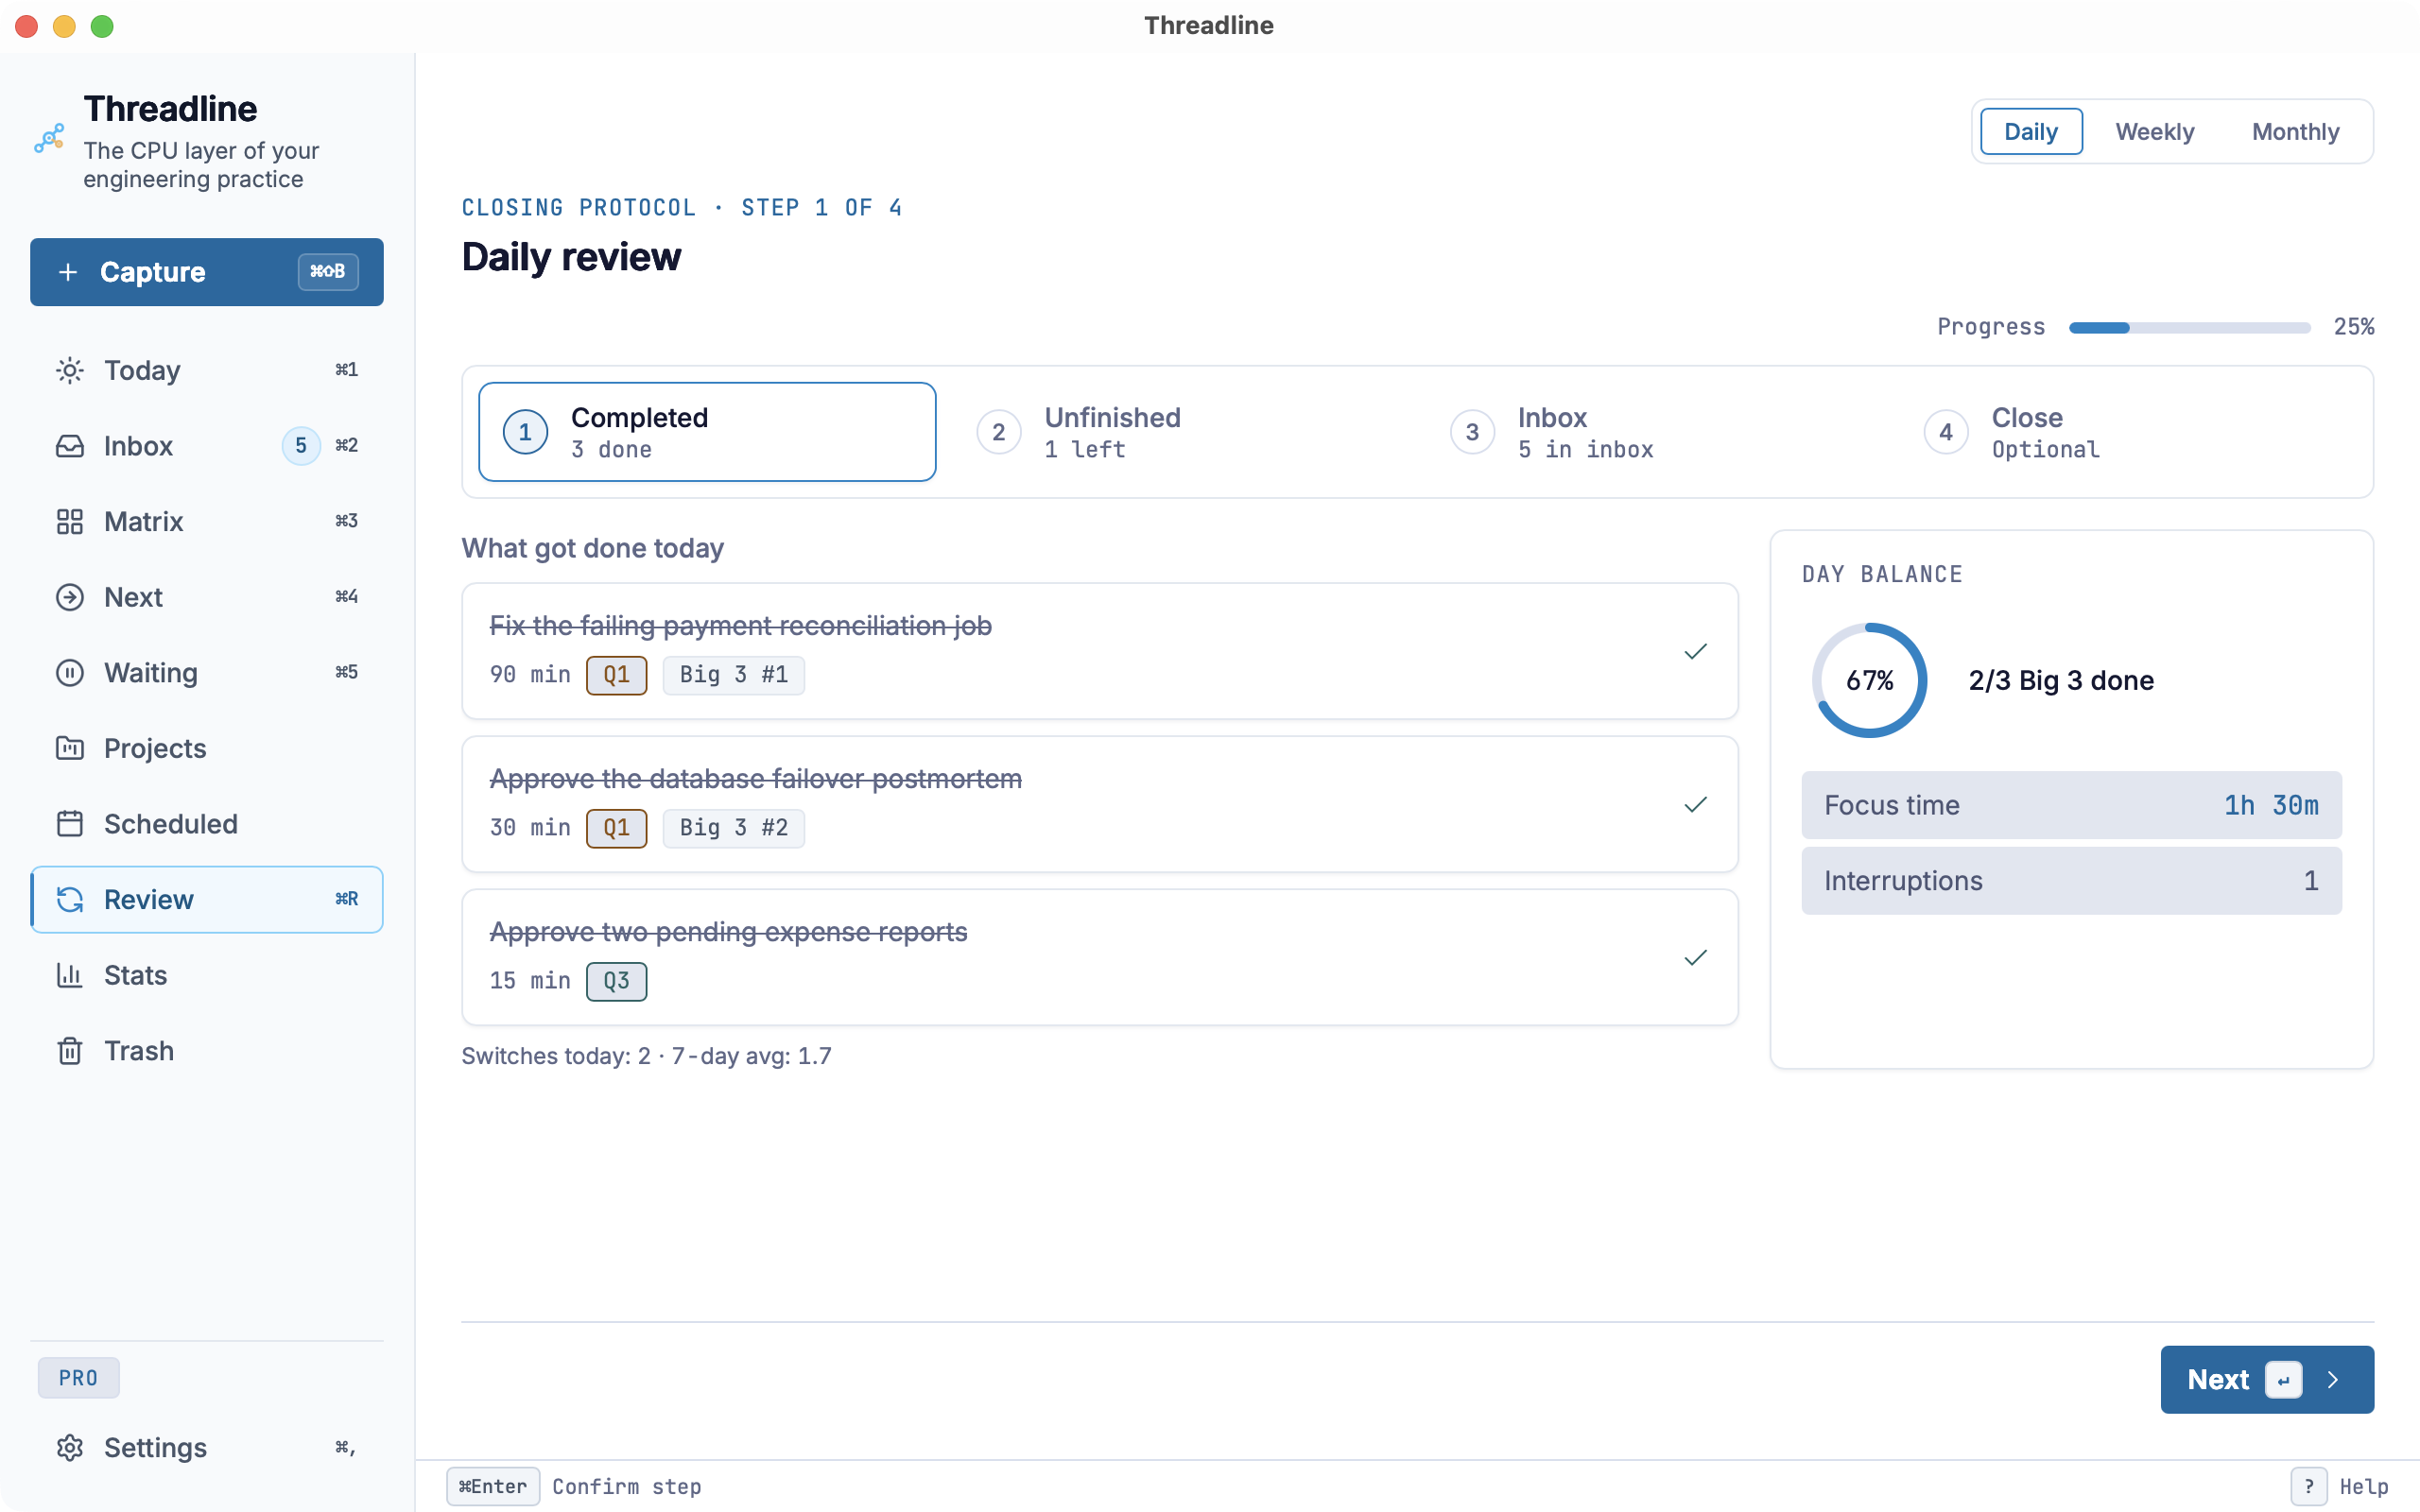 Threadline
Threadline
The CPU layer of your
engineering practice
+ Capture ⌘⇧B
Today ⌘1
Inbox 5 ⌘2
Matrix ⌘3
Next ⌘4
Waiting ⌘5
Projects
Scheduled
Review ⌘R
Stats
Trash
PRO
Settings ⌘,
Daily Weekly Monthly
CLOSING PROTOCOL · STEP 1 OF 4
Daily review
Progress 25%
1 Completed
3 done
2 Unfinished
1 left
3 Inbox
5 in inbox
4 Close
Optional
What got done today
Fix the failing payment reconciliation job
90 min Q1 Big 3 #1
Approve the database failover postmortem
30 min Q1 Big 3 #2
Approve two pending expense reports
15 min Q3
Switches today: 2 · 7-day avg: 1.7
DAY BALANCE
67% 2/3 Big 3 done
Focus time 1h 30m
Interruptions 1
Next ↵
⌘Enter Confirm step
? Help